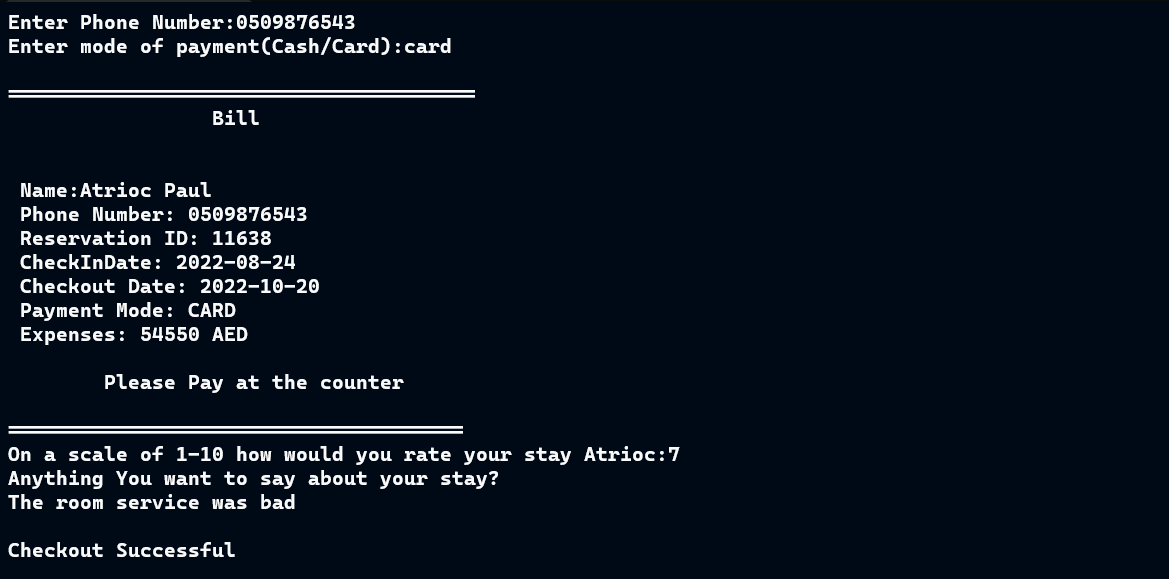 Enter Phone Number:0509876543
Enter mode of payment(Cash/Card):card
=======================================
Bill
Name:Atrioc Paul
Phone Number: 0509876543
Reservation ID: 11638
CheckInDate: 2022-08-24
Checkout Date: 2022-10-20
Payment Mode: CARD
Expenses: 54550 AED
Please Pay at the counter
======================================
On a scale of 1-10 how would you rate your stay Atrioc:7
Anything You want to say about your stay?
The room service was bad
Checkout Successful